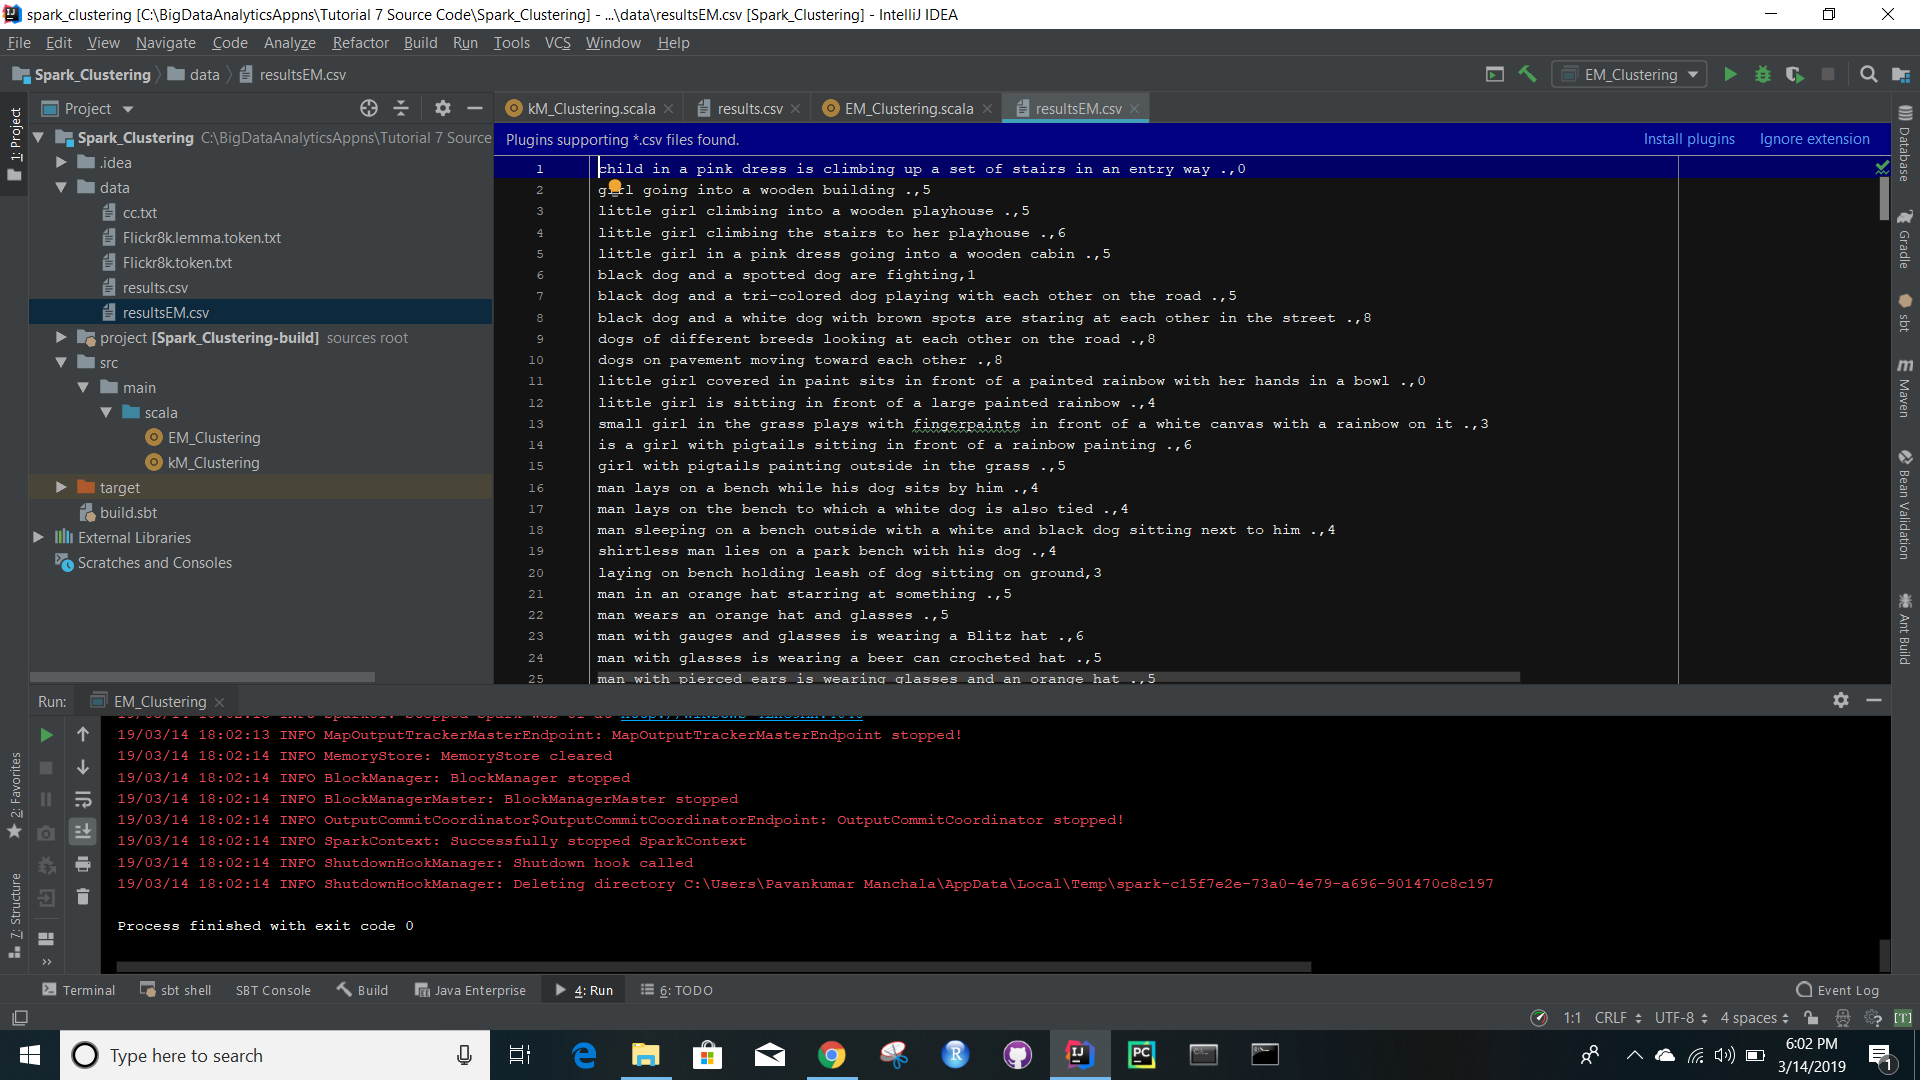 spark_clustering [C:\BigDataAnalyticsAppns\Tutorial 7 Source Code\Spark_Clustering] - ...\data\resultsEM.csv [Spark_Clustering] - IntelliJ IDEA
File Edit View Navigate Code Analyze Refactor Build Run Tools VCS Window Help
Spark_Clustering data resultsEM.csv
EM_Clustering
Project
kM_Clustering.scala results.csv EM_Clustering.scala resultsEM.csv
Plugins supporting *.csv files found. Install plugins Ignore extension
Spark_Clustering C:\BigDataAnalyticsAppns\Tutorial 7 Source
.idea
data
cc.txt
Flickr8k.lemma.token.txt
Flickr8k.token.txt
results.csv
resultsEM.csv
project [Spark_Clustering-build] sources root
src
main
scala
EM_Clustering
kM_Clustering
target
build.sbt
External Libraries
Scratches and Consoles
1 child in a pink dress is climbing up a set of stairs in an entry way .,0
2 girl going into a wooden building .,5
3 little girl climbing into a wooden playhouse .,5
4 little girl climbing the stairs to her playhouse .,6
5 little girl in a pink dress going into a wooden cabin .,5
6 black dog and a spotted dog are fighting,1
7 black dog and a tri-colored dog playing with each other on the road .,5
8 black dog and a white dog with brown spots are staring at each other in the street .,8
9 dogs of different breeds looking at each other on the road .,8
10 dogs on pavement moving toward each other .,8
11 little girl covered in paint sits in front of a painted rainbow with her hands in a bowl .,0
12 little girl is sitting in front of a large painted rainbow .,4
13 small girl in the grass plays with fingerpaints in front of a white canvas with a rainbow on it .,3
14 is a girl with pigtails sitting in front of a rainbow painting .,6
15 girl with pigtails painting outside in the grass .,5
16 man lays on a bench while his dog sits by him .,4
17 man lays on the bench to which a white dog is also tied .,4
18 man sleeping on a bench outside with a white and black dog sitting next to him .,4
19 shirtless man lies on a park bench with his dog .,4
20 laying on bench holding leash of dog sitting on ground,3
21 man in an orange hat starring at something .,5
22 man wears an orange hat and glasses .,5
23 man with gauges and glasses is wearing a Blitz hat .,6
24 man with glasses is wearing a beer can crocheted hat .,5
25 man with pierced ears is wearing glasses and an orange hat .,5
1: Project
2: Favorites
7: Structure
Database
Gradle
sbt
Maven
Bean Validation
Ant Build
Run: EM_Clustering
19/03/14 18:02:13 INFO MapOutputTrackerMasterEndpoint: MapOutputTrackerMasterEndpoint stopped!
19/03/14 18:02:14 INFO MemoryStore: MemoryStore cleared
19/03/14 18:02:14 INFO BlockManager: BlockManager stopped
19/03/14 18:02:14 INFO BlockManagerMaster: BlockManagerMaster stopped
19/03/14 18:02:14 INFO OutputCommitCoordinator$OutputCommitCoordinatorEndpoint: OutputCommitCoordinator stopped!
19/03/14 18:02:14 INFO SparkContext: Successfully stopped SparkContext
19/03/14 18:02:14 INFO ShutdownHookManager: Shutdown hook called
19/03/14 18:02:14 INFO ShutdownHookManager: Deleting directory C:\Users\Pavankumar Manchala\AppData\Local\Temp\spark-c15f7e2e-73a0-4e79-a696-901470c8c197
Process finished with exit code 0
Terminal sbt shell SBT Console Build Java Enterprise 4: Run 6: TODO Event Log
1:1 CRLF UTF-8 4 spaces [T]
Type here to search
6:02 PM
3/14/2019
1